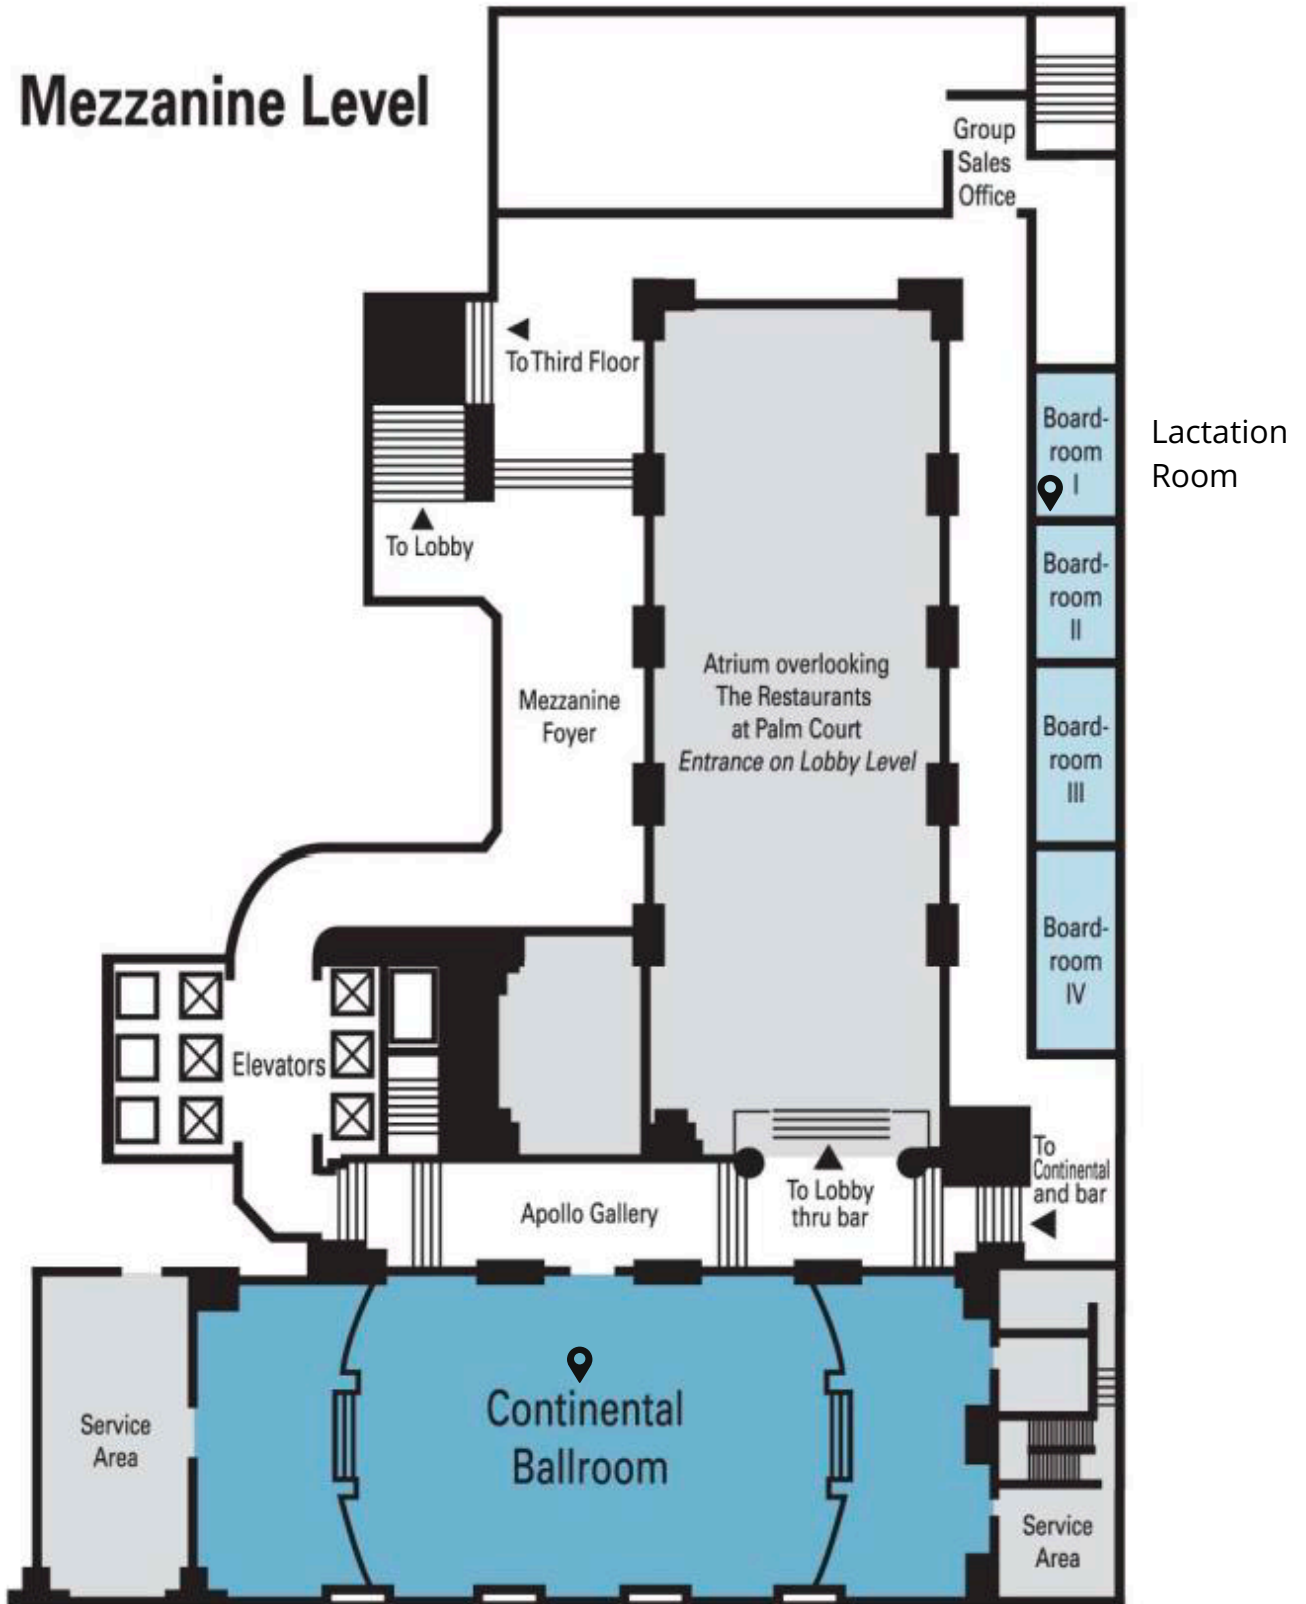 Mezzanine Level
Group
Sales
Office
To Third Floor
Board-
room
I
Lactation
Room
To Lobby
Board-
room
II
Atrium overlooking
The Restaurants
at Palm Court
Entrance on Lobby Level
Mezzanine
Foyer
Board-
room
III
Board-
room
IV
Elevators
To
Continental
and bar
To Lobby
thru bar
Apollo Gallery
Continental
Ballroom
Service
Area
Service
Area